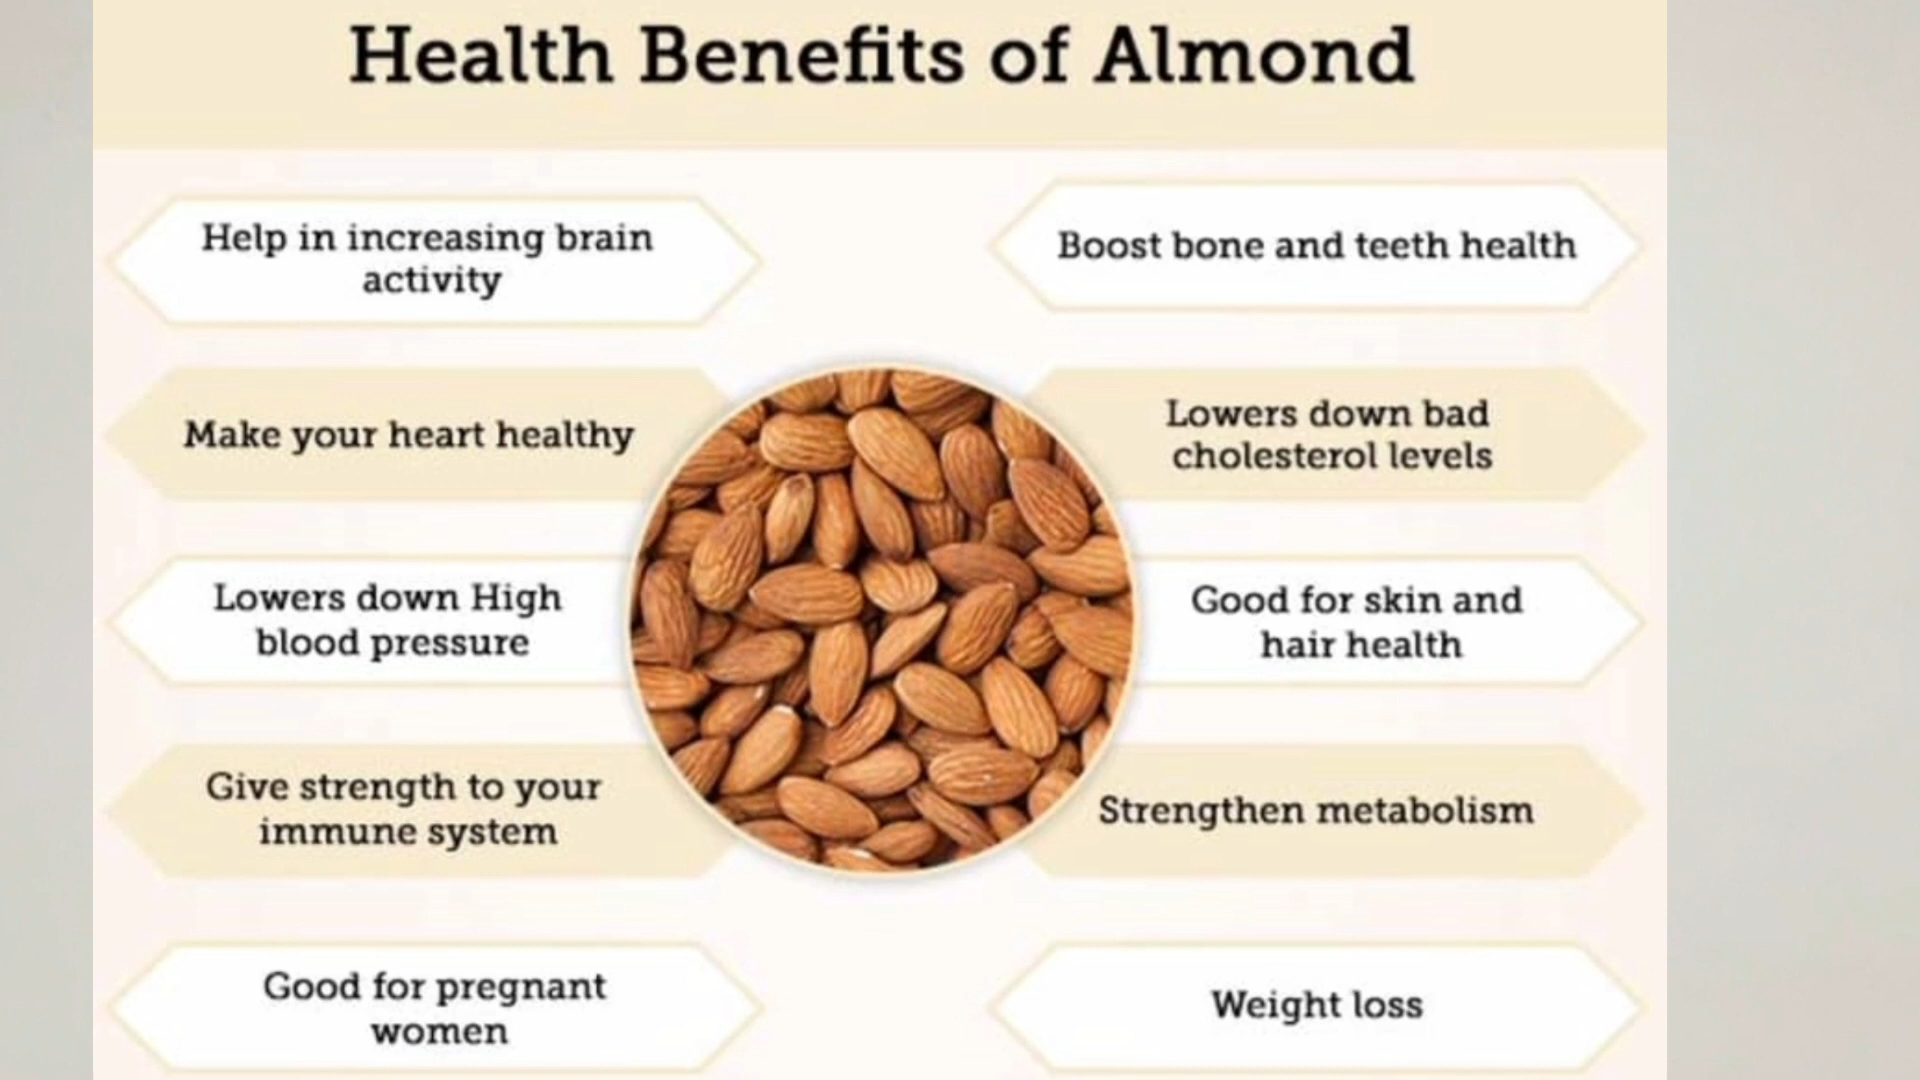 Health Benefits of Almond
Help in increasing brain
activity
Boost bone and teeth health
Make your heart healthy
Lowers down bad
cholesterol levels
Lowers down High
blood pressure
Good for skin and
hair health
Give strength to your
immune system
Strengthen metabolism
Good for pregnant
women
Weight loss